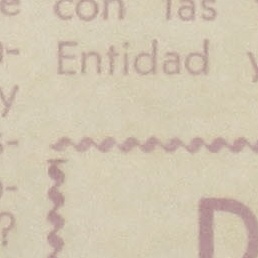 e con las
o- Entidad y
y
s-
o-
?
D